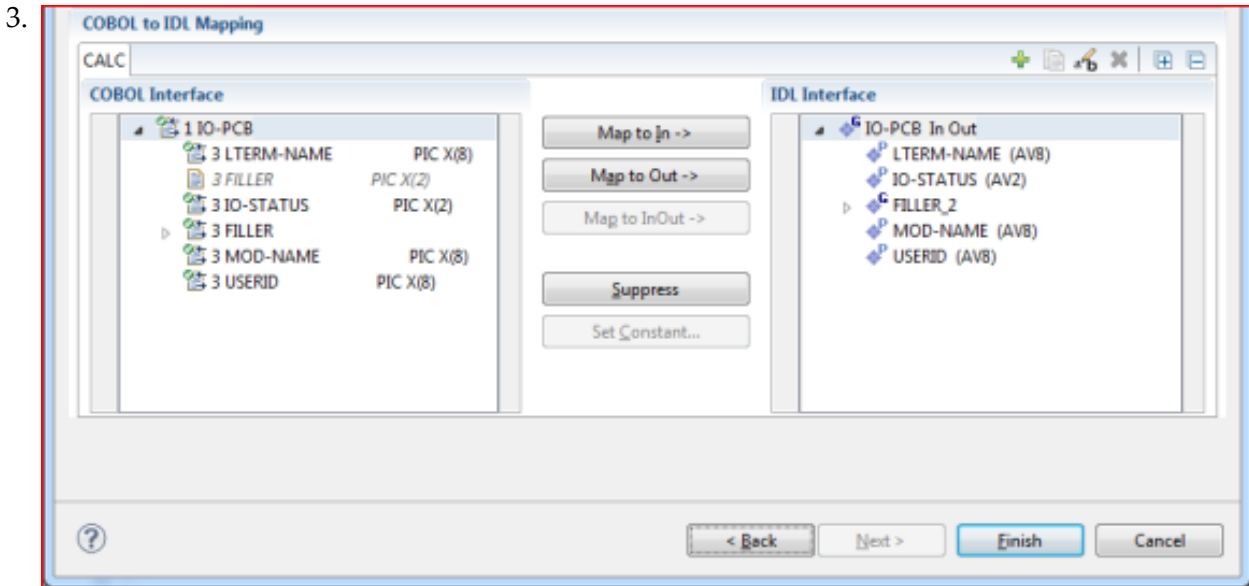 3.
COBOL to IDL Mapping
CALC
COBOL Interface
1 IO-PCB
3 LTERM-NAME PIC X(8)
3 FILLER PIC X(2)
3 IO-STATUS PIC X(2)
3 FILLER
3 MOD-NAME PIC X(8)
3 USERID PIC X(8)
Map to In ->
Map to Out ->
Map to InOut ->
Suppress
Set Constant...
IDL Interface
IO-PCB In Out
LTERM-NAME (AV8)
IO-STATUS (AV2)
FILLER_2
MOD-NAME (AV8)
USERID (AV8)
< Back
Next >
Finish
Cancel